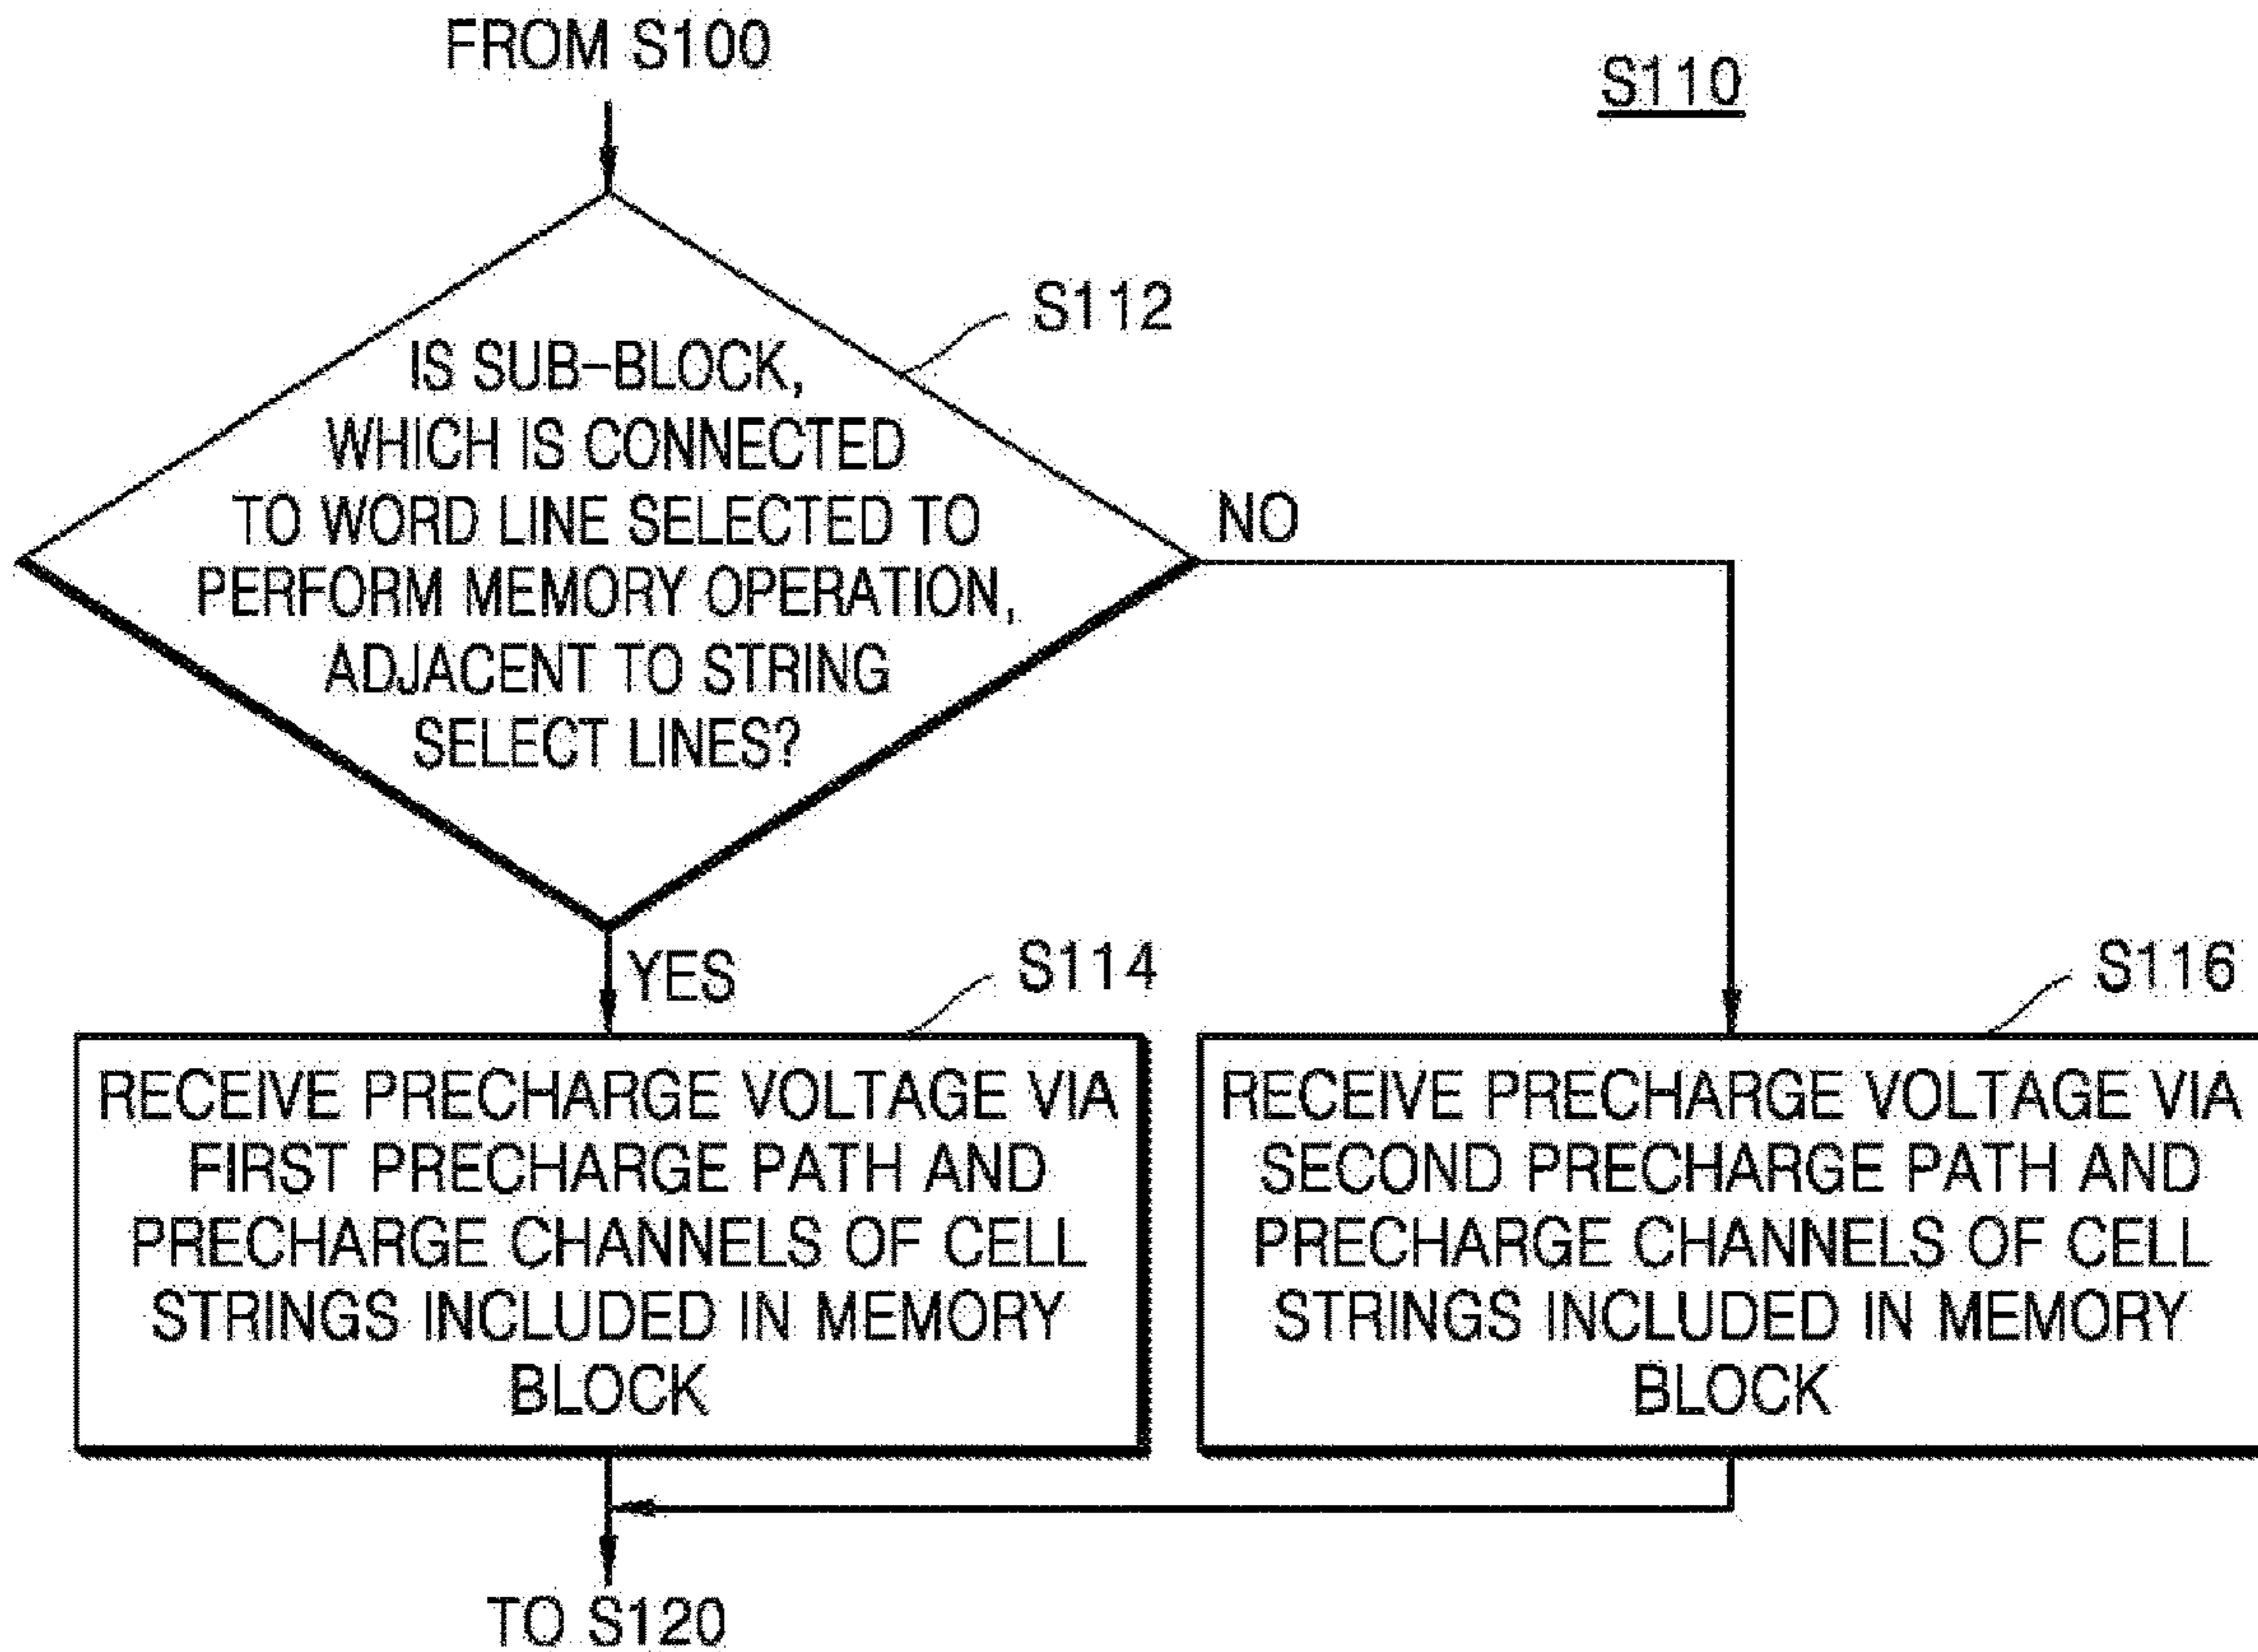 FROM S100
S110
S112
IS SUB-BLOCK,
WHICH IS CONNECTED
TO WORD LINE SELECTED TO
PERFORM MEMORY OPERATION,
ADJACENT TO STRING
SELECT LINES?
NO
YES
S114
RECEIVE PRECHARGE VOLTAGE VIA
FIRST PRECHARGE PATH AND
PRECHARGE CHANNELS OF CELL
STRINGS INCLUDED IN MEMORY
BLOCK
S116
RECEIVE PRECHARGE VOLTAGE VIA
SECOND PRECHARGE PATH AND
PRECHARGE CHANNELS OF CELL
STRINGS INCLUDED IN MEMORY
BLOCK
TO S120